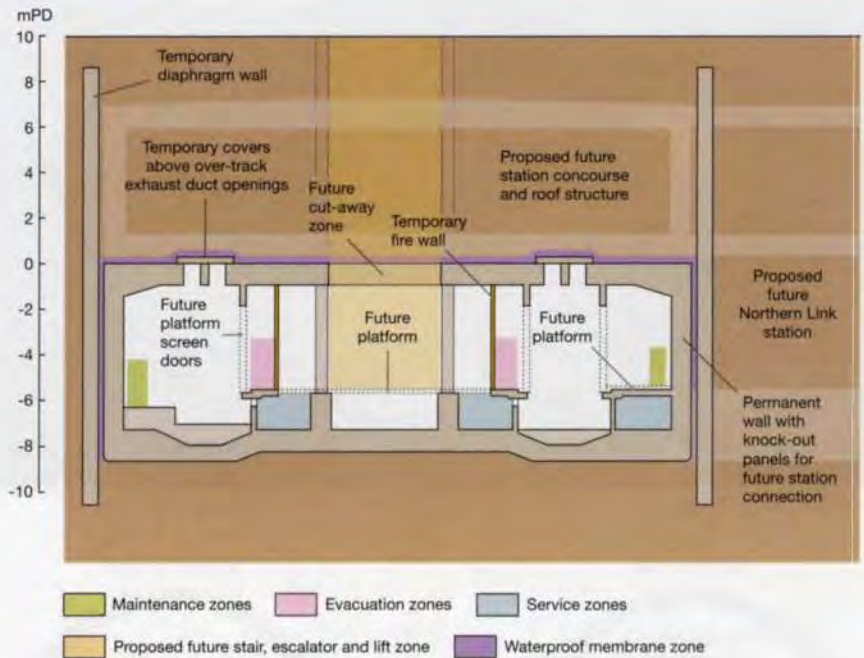 mPD
10
8
6
4
2
0
-2
-4
-6
-8
-10
Temporary
diaphragm wall
Temporary covers
above over-track
exhaust duct openings
Future
cut-away
zone
Temporary
fire wall
Proposed future
station concourse
and roof structure
Future
platform
screen
doors
Future
platform
Future
platform
Proposed
future
Northern Link
station
Permanent
wall with
knock-out
panels for
future station
connection
Maintenance zones
Evacuation zones
Service zones
Proposed future stair, escalator and lift zone
Waterproof membrane zone